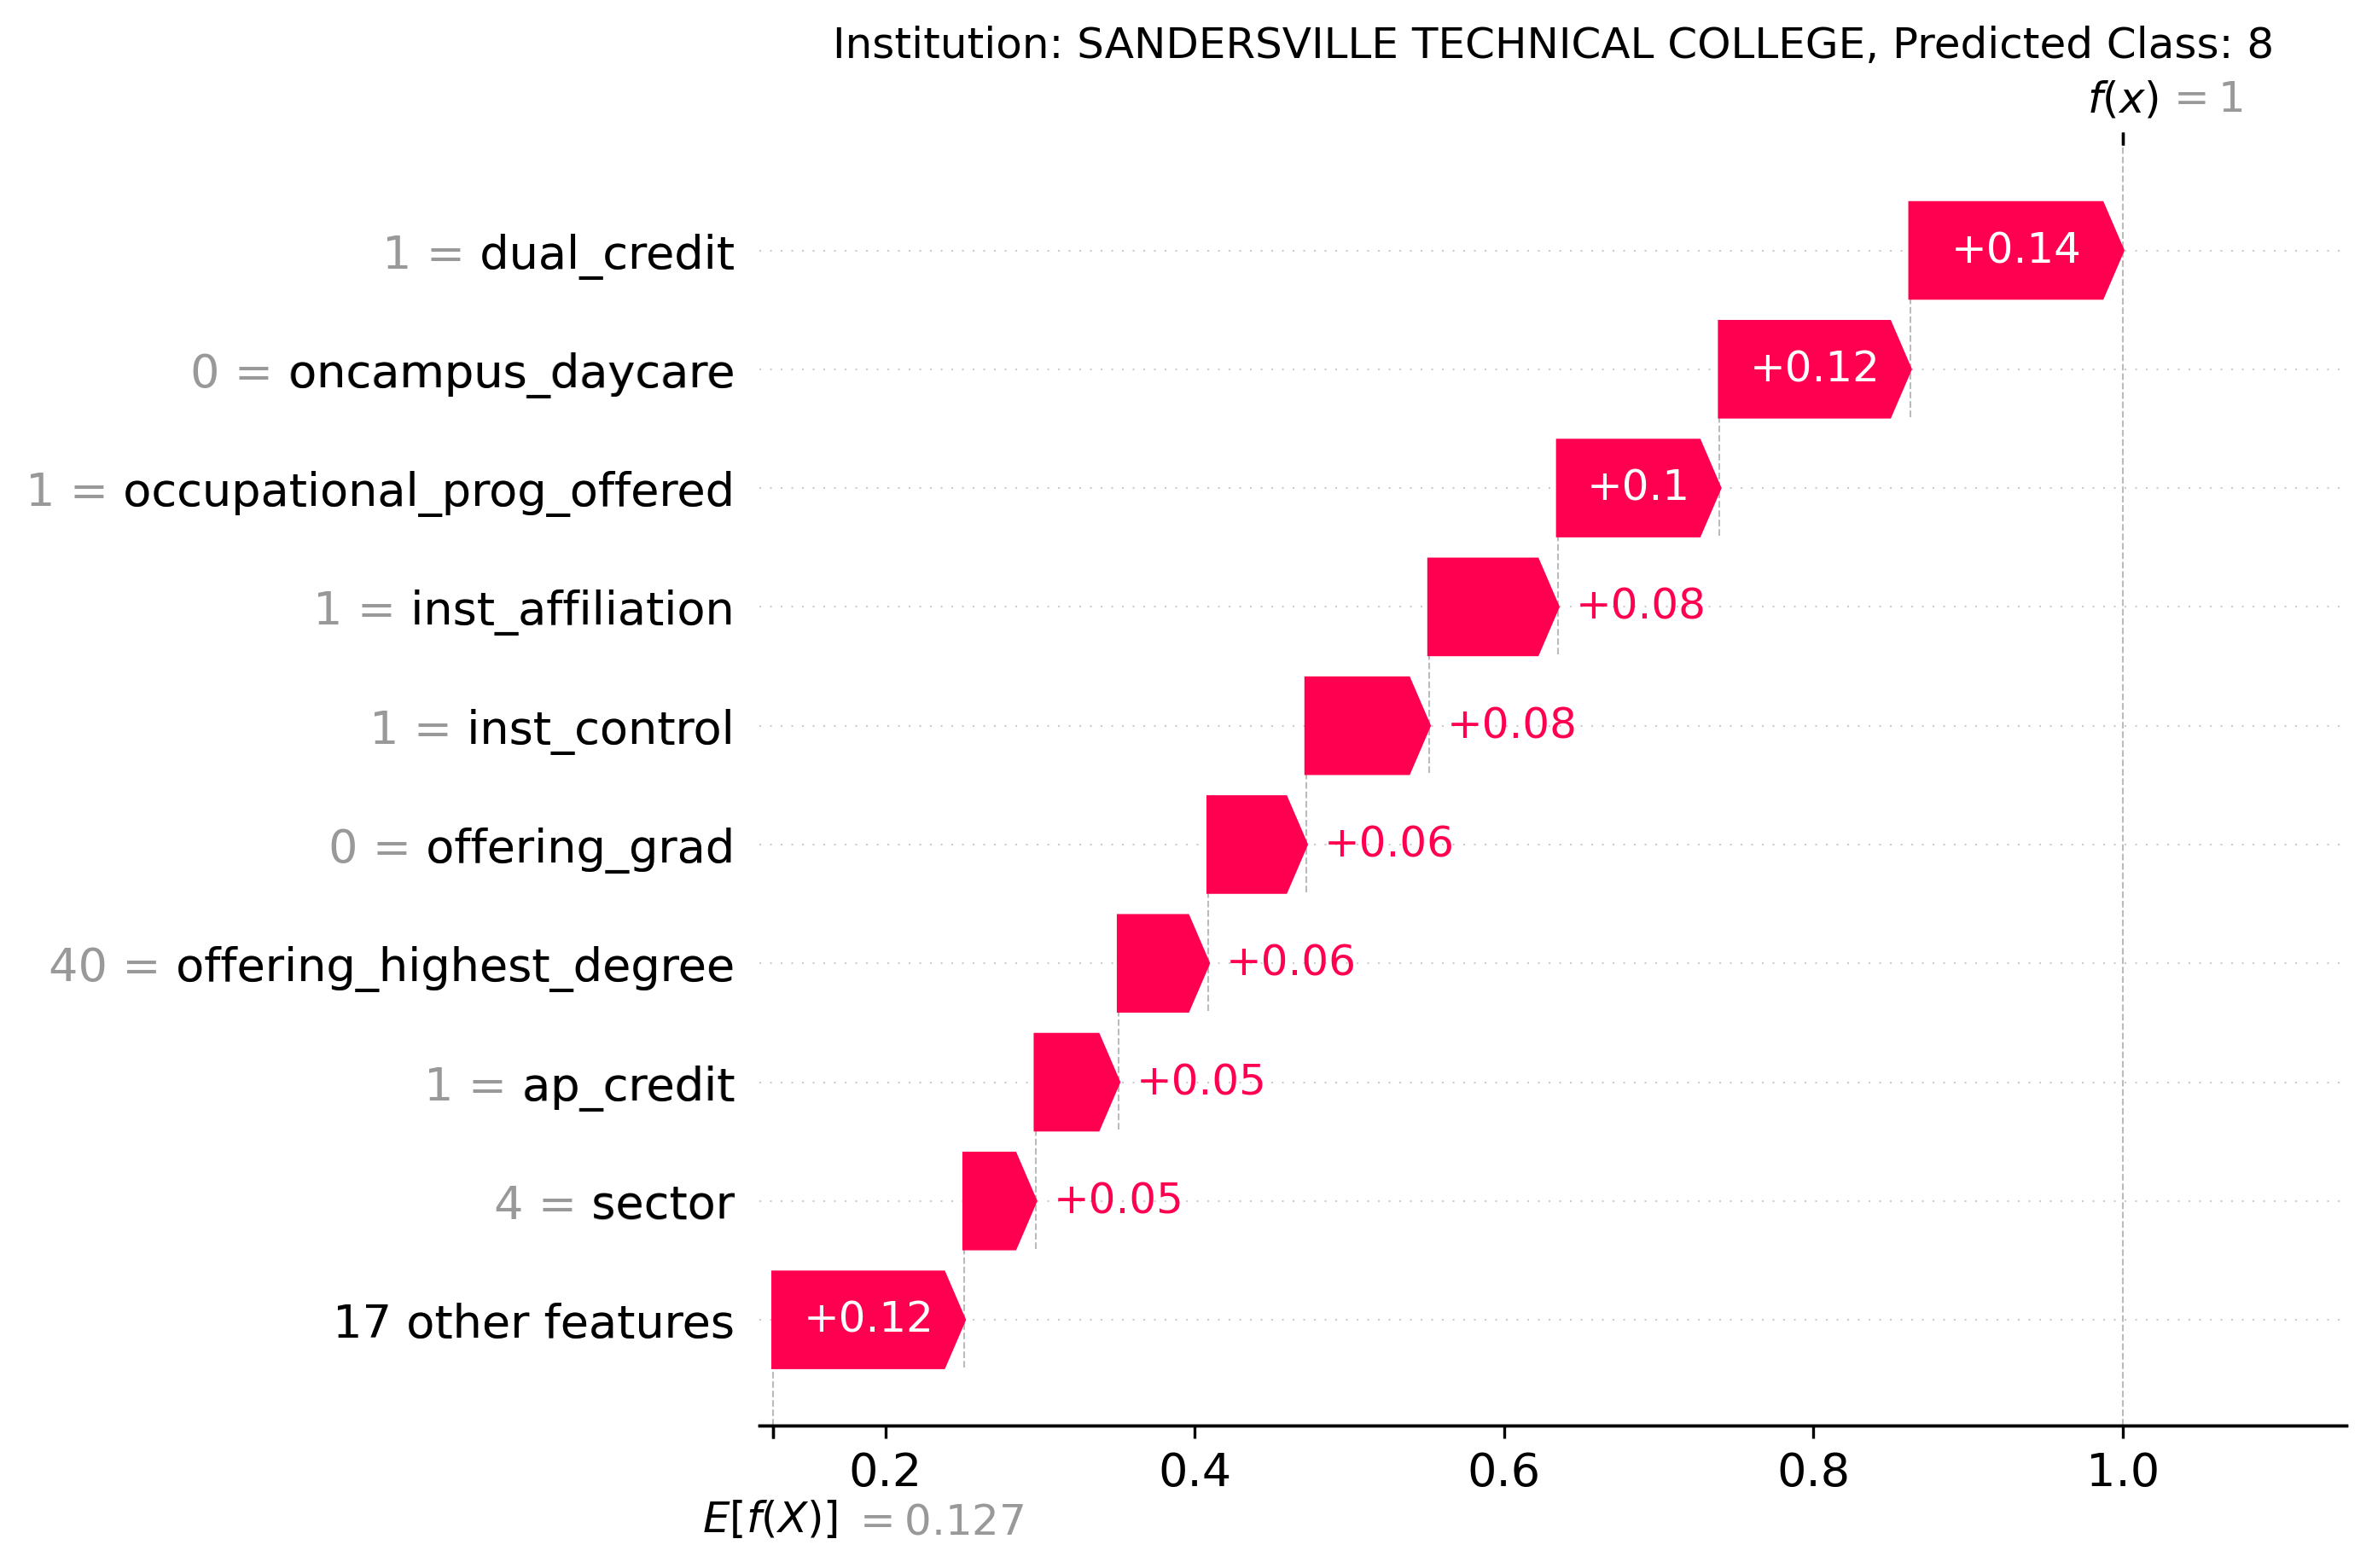 Institution: SANDERSVILLE TECHNICAL COLLEGE, Predicted Class: 8
f(x) = 1
1 = dual_credit +0.14
0 = oncampus_daycare +0.12
1 = occupational_prog_offered +0.1
1 = inst_affiliation +0.08
1 = inst_control +0.08
0 = offering_grad +0.06
40 = offering_highest_degree +0.06
1 = ap_credit +0.05
4 = sector +0.05
17 other features +0.12
0.2 0.4 0.6 0.8 1.0
E[f(X)] = 0.127